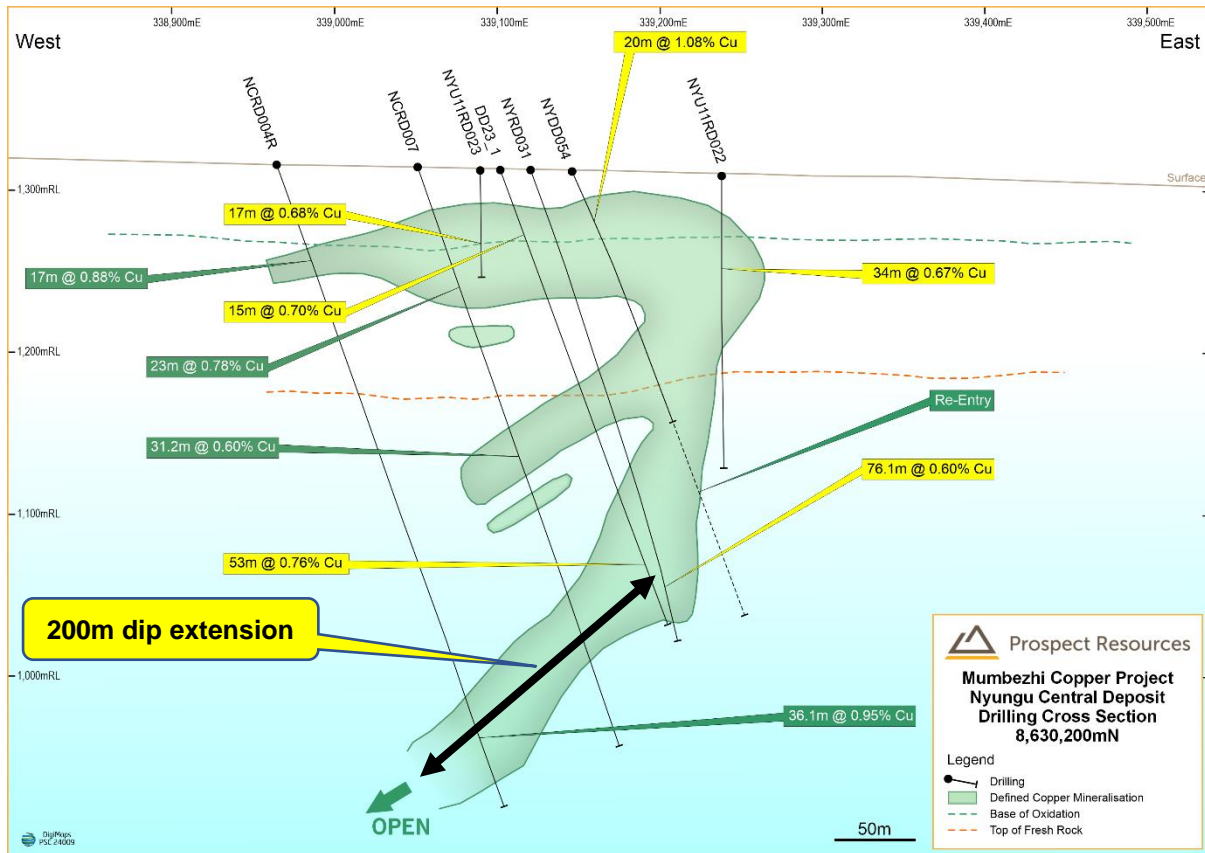 338,900mE
339,000mE
339,100mE
339,200mE
339,300mE
339,400mE
339,500mE
West
East
20m @ 1.08% Cu
NCRD004R
NCRD007
NYU11RD023
DD23_1
NYRD031
NYDD054
NYU11RD022
Surface
1,300mRL
17m @ 0.68% Cu
17m @ 0.88% Cu
34m @ 0.67% Cu
15m @ 0.70% Cu
1,200mRL
23m @ 0.78% Cu
Re-Entry
31.2m @ 0.60% Cu
76.1m @ 0.60% Cu
1,100mRL
53m @ 0.76% Cu
200m dip extension
1,000mRL
36.1m @ 0.95% Cu
OPEN
50m
Prospect Resources
Mumbezhi Copper Project
Nyungu Central Deposit
Drilling Cross Section
8,630,200mN
Legend
Drilling
Defined Copper Mineralisation
Base of Oxidation
Top of Fresh Rock
DigiMaps
PSC 24009